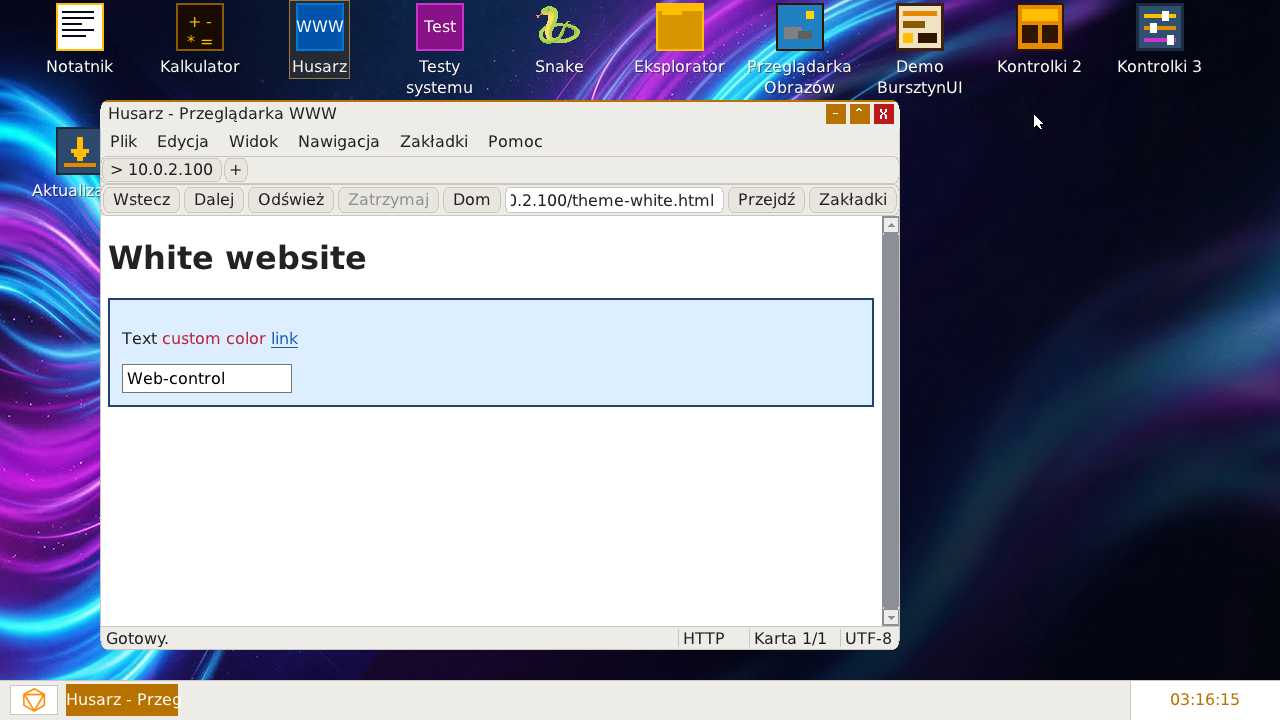 WWW
Test
Notatnik
Kalkulator
Husarz
Testy
systemu
Snake
Eksplorator
Przeglądarka
Obrazów
Demo
BursztynUI
Kontrolki 2
Kontrolki 3
Husarz - Przeglądarka WWW
Plik Edycja Widok Nawigacja Zakładki Pomoc
> 10.0.2.100 +
Wstecz Dalej Odśwież Zatrzymaj Dom 0.2.100/theme-white.html Przejdź Zakładki
White website
Text custom color link
Web-control
Gotowy. HTTP Karta 1/1 UTF-8
Husarz - Przeg
03:16:15